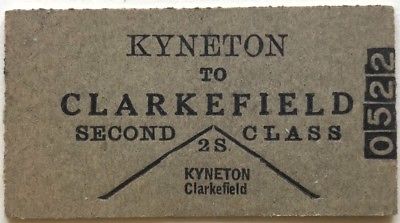 KYNETON
TO
CLARKEFIELD
SECOND CLASS
2S.
KYNETON
Clarkefield
0522